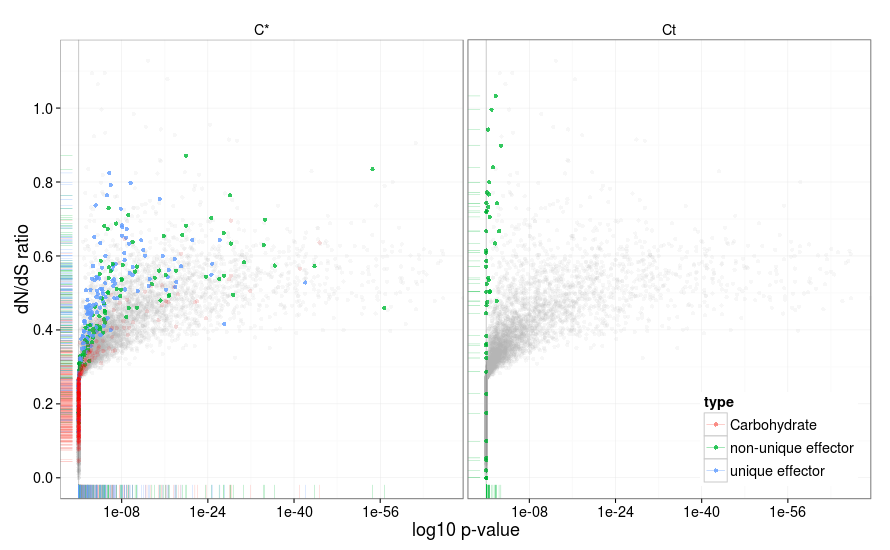 C*
Ct
dN/dS ratio
1.0
0.8
0.6
0.4
0.2
0.0
type
Carbohydrate
non-unique effector
unique effector
1e-08
1e-24
1e-40
1e-56
1e-08
1e-24
1e-40
1e-56
log10 p-value